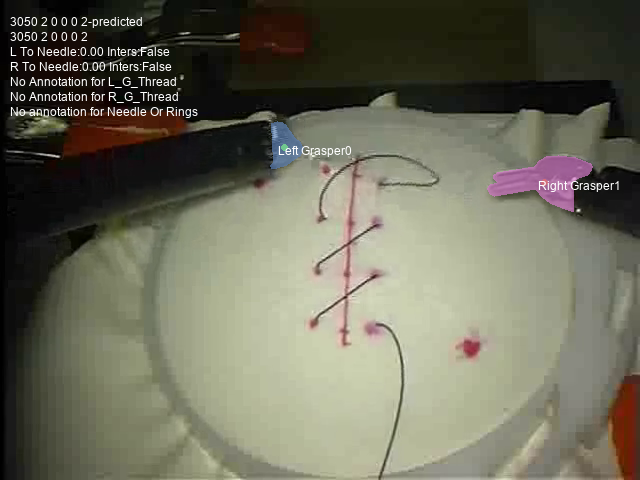 3050 2 0 0 0 2-predicted
3050 2 0 0 0 2
L To Needle:0.00 Inters:False
R To Needle:0.00 Inters:False
No Annotation for L_G_Thread
No Annotation for R_G_Thread
No annotation for Needle Or Rings
Left Grasper0
Right Grasper1